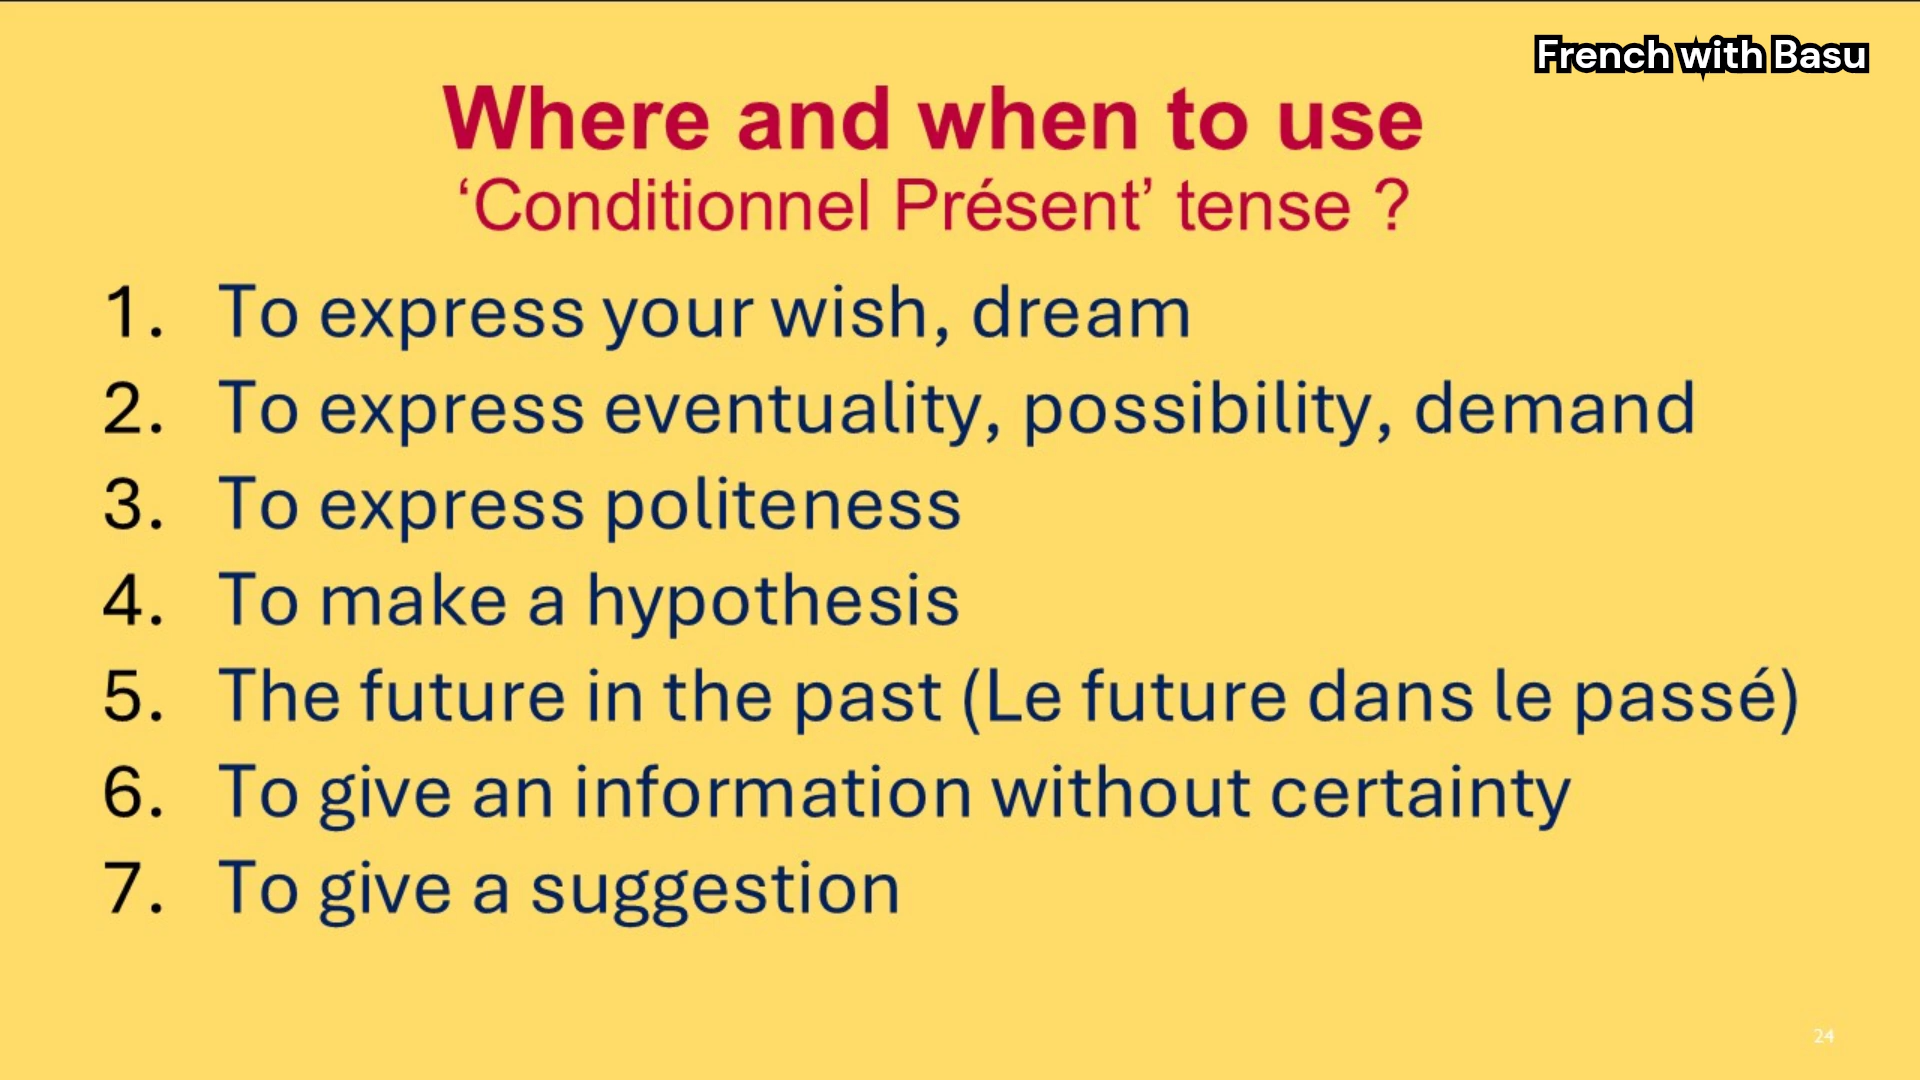 French with Basu
Where and when to use
‘Conditionnel Présent’ tense ?
1. To express your wish, dream
2. To express eventuality, possibility, demand
3. To express politeness
4. To make a hypothesis
5. The future in the past (Le future dans le passé)
6. To give an information without certainty
7. To give a suggestion
24